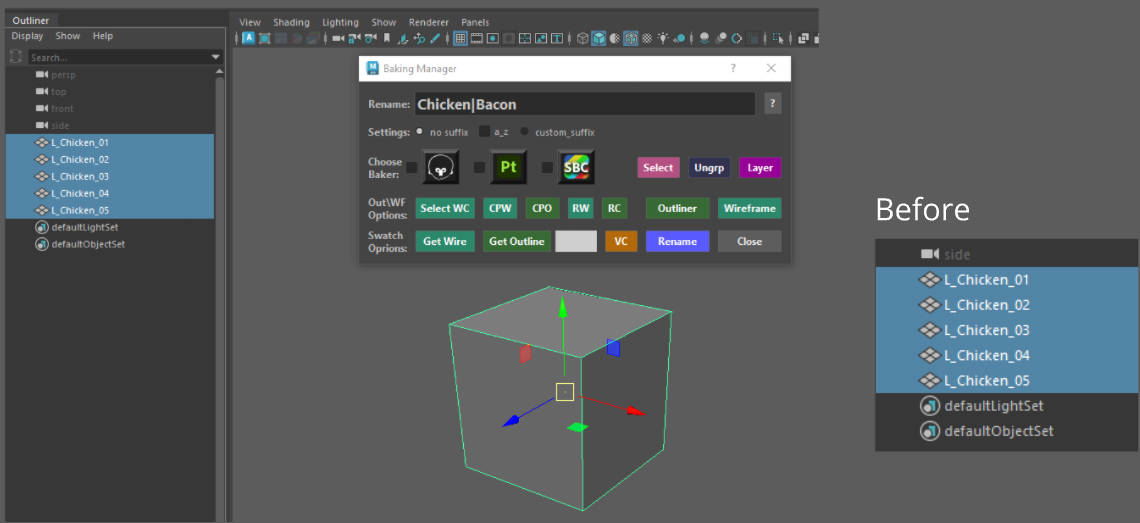 Outliner
Display Show Help
Search...
persp
top
front
side
L_Chicken_01
L_Chicken_02
L_Chicken_03
L_Chicken_04
L_Chicken_05
defaultLightSet
defaultObjectSet
View Shading Lighting Show Renderer Panels
Baking Manager
?
Rename: Chicken|Bacon ?
Settings: no suffix a_z custom_suffix
Choose
Baker: Pt SBC Select Ungrp Layer
Out\WF
Options: Select WC CPW CPO RW RC Outliner Wireframe
Swatch
Oprions: Get Wire Get Outline VC Rename Close
Before
side
L_Chicken_01
L_Chicken_02
L_Chicken_03
L_Chicken_04
L_Chicken_05
defaultLightSet
defaultObjectSet